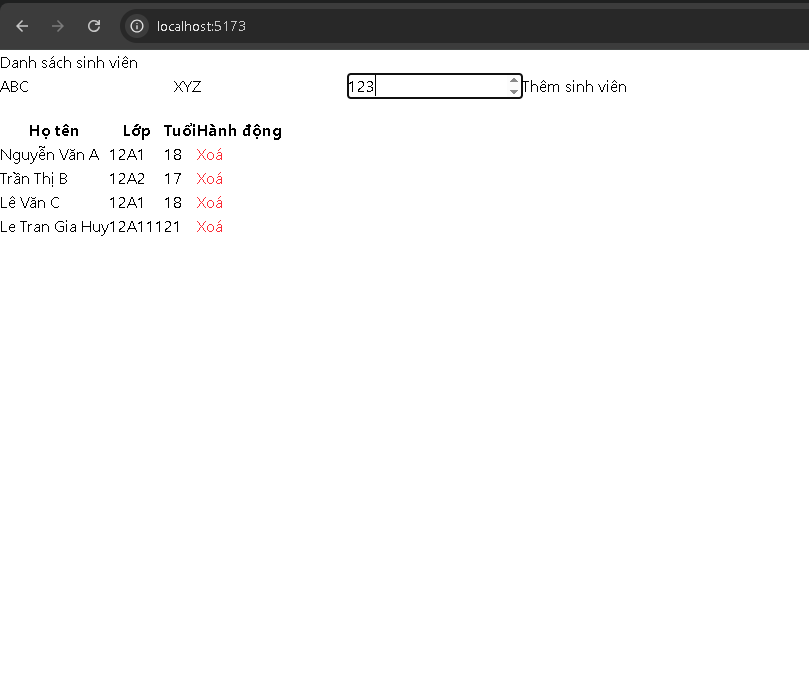 localhost:5173
Danh sách sinh viên
ABC XYZ 123 Thêm sinh viên
Họ tên Lớp Tuổi Hành động
Nguyễn Văn A 12A1 18 Xoá
Trần Thị B 12A2 17 Xoá
Lê Văn C 12A1 18 Xoá
Le Tran Gia Huy 12A11 121 Xoá